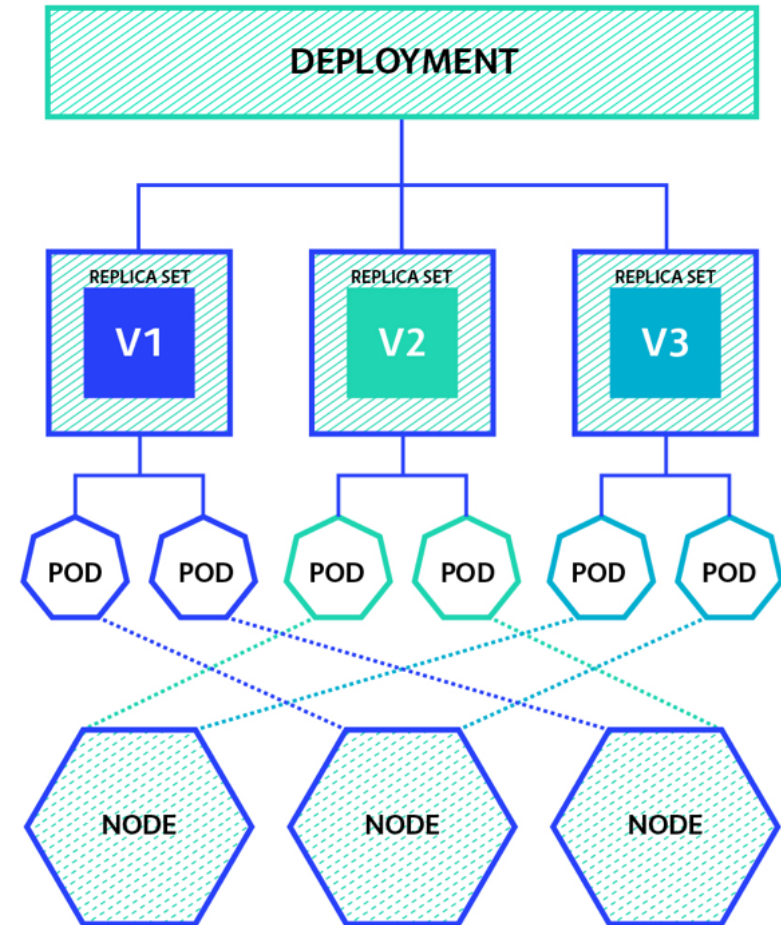 DEPLOYMENT
REPLICA SET
V1
REPLICA SET
V2
REPLICA SET
V3
POD
POD
POD
POD
POD
POD
NODE
NODE
NODE